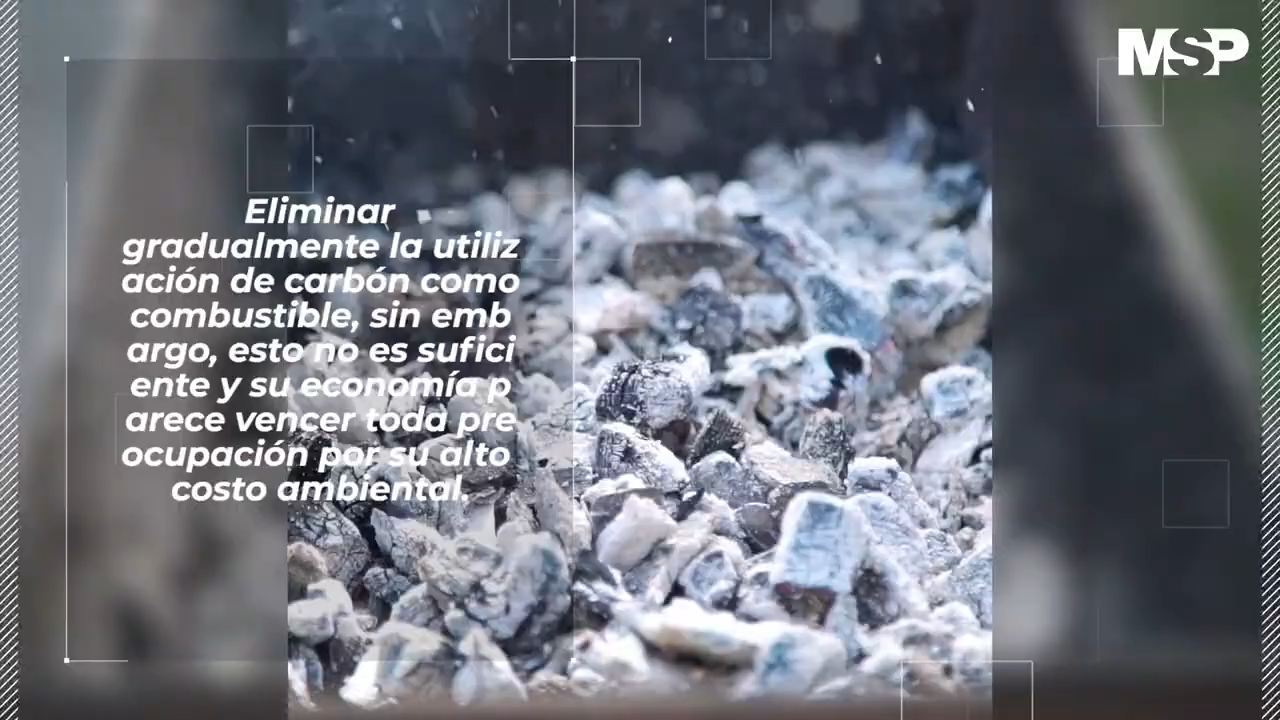 MSP
Eliminar
gradualmente la utiliz
ación de carbón como
combustible, sin emb
argo, esto no es sufici
ente y su economía p
arece vencer toda pre
ocupación por su alto
costo ambiental.